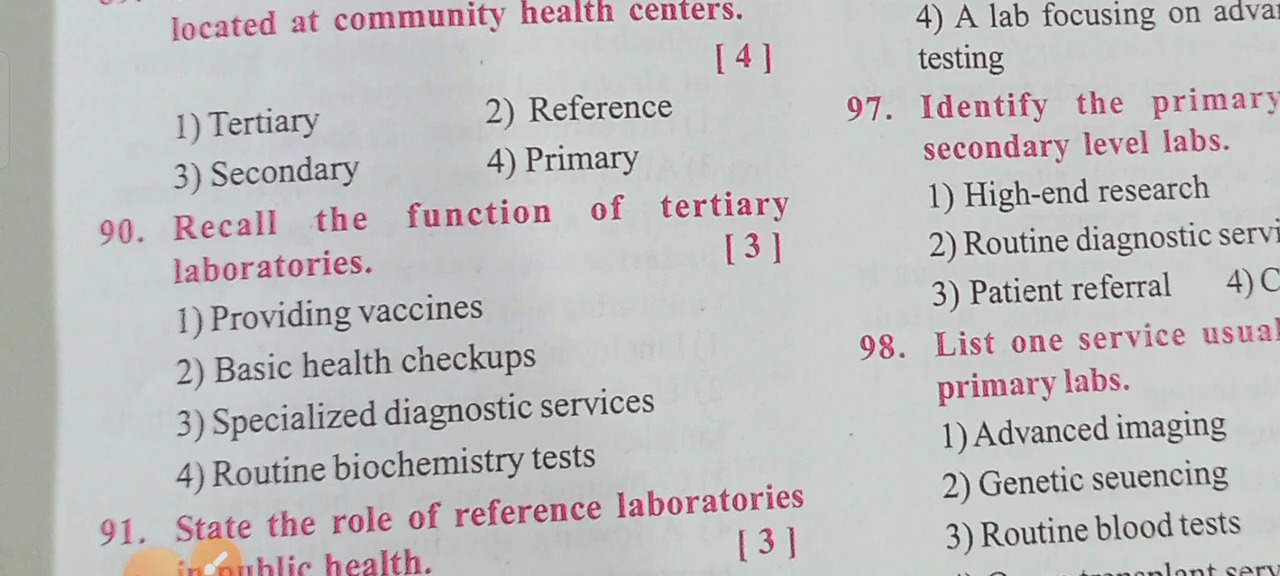 located at community health centers.
[ 4 ]
1) Tertiary 2) Reference
3) Secondary 4) Primary
90. Recall the function of tertiary
laboratories. [ 3 ]
1) Providing vaccines
2) Basic health checkups
3) Specialized diagnostic services
4) Routine biochemistry tests
91. State the role of reference laboratories
in public health. [ 3 ]
4) A lab focusing on
testing
97. Identify the primary
secondary level labs.
1) High-end research
2) Routine diagnostic
3) Patient referral 4)
98. List one service
primary labs.
1) Advanced imaging
2) Genetic seuencing
3) Routine blood tests